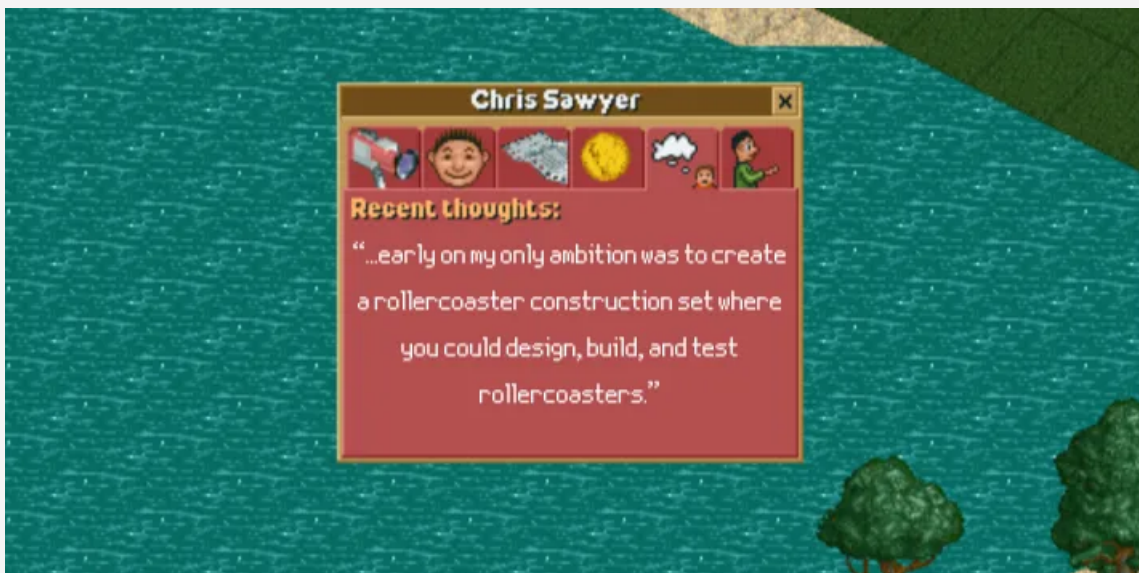 Chris Sawyer
Recent thoughts:
“...early on my only ambition was to create
a rollercoaster construction set where
you could design, build, and test
rollercoasters.”